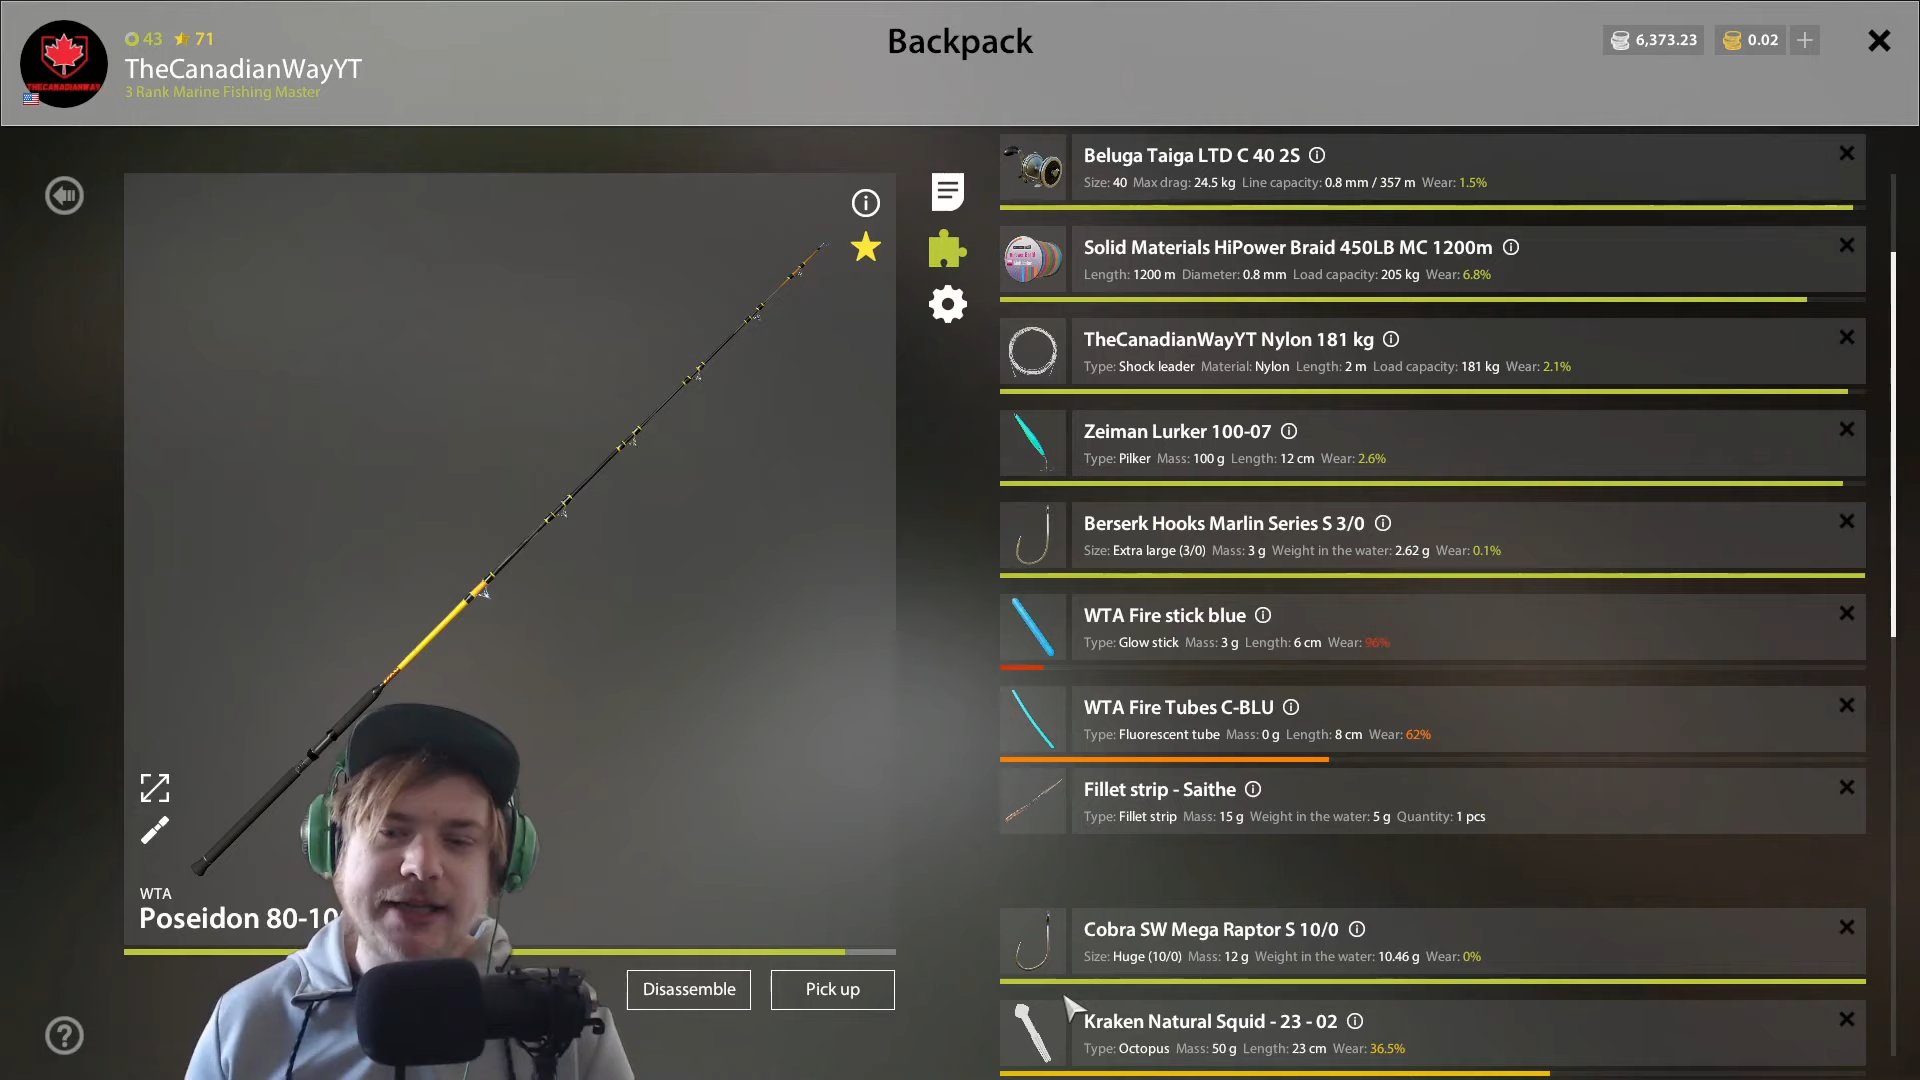 43 71
Backpack
6,373.23
0.02
TheCanadianWayYT
3 Rank Marine Fishing Master
THECANADIANWAY
Beluga Taiga LTD C 40 2S
Size: 40 Max drag: 24.5 kg Line capacity: 0.8 mm / 357 m Wear: 1.5%
Solid Materials HiPower Braid 450LB MC 1200m
Length: 1200 m Diameter: 0.8 mm Load capacity: 205 kg Wear: 6.8%
TheCanadianWayYT Nylon 181 kg
Type: Shock leader Material: Nylon Length: 2 m Load capacity: 181 kg Wear: 2.1%
Zeiman Lurker 100-07
Type: Pilker Mass: 100 g Length: 12 cm Wear: 2.6%
Berserk Hooks Marlin Series S 3/0
Size: Extra large (3/0) Mass: 3 g Weight in the water: 2.62 g Wear: 0.1%
WTA Fire stick blue
Type: Glow stick Mass: 3 g Length: 6 cm Wear: 96%
WTA Fire Tubes C-BLU
Type: Fluorescent tube Mass: 0 g Length: 8 cm Wear: 62%
Fillet strip - Saithe
Type: Fillet strip Mass: 15 g Weight in the water: 5 g Quantity: 1 pcs
Cobra SW Mega Raptor S 10/0
Size: Huge (10/0) Mass: 12 g Weight in the water: 10.46 g Wear: 0%
Kraken Natural Squid - 23 - 02
Type: Octopus Mass: 50 g Length: 23 cm Wear: 36.5%
WTA
Poseidon 80-10
Disassemble
Pick up